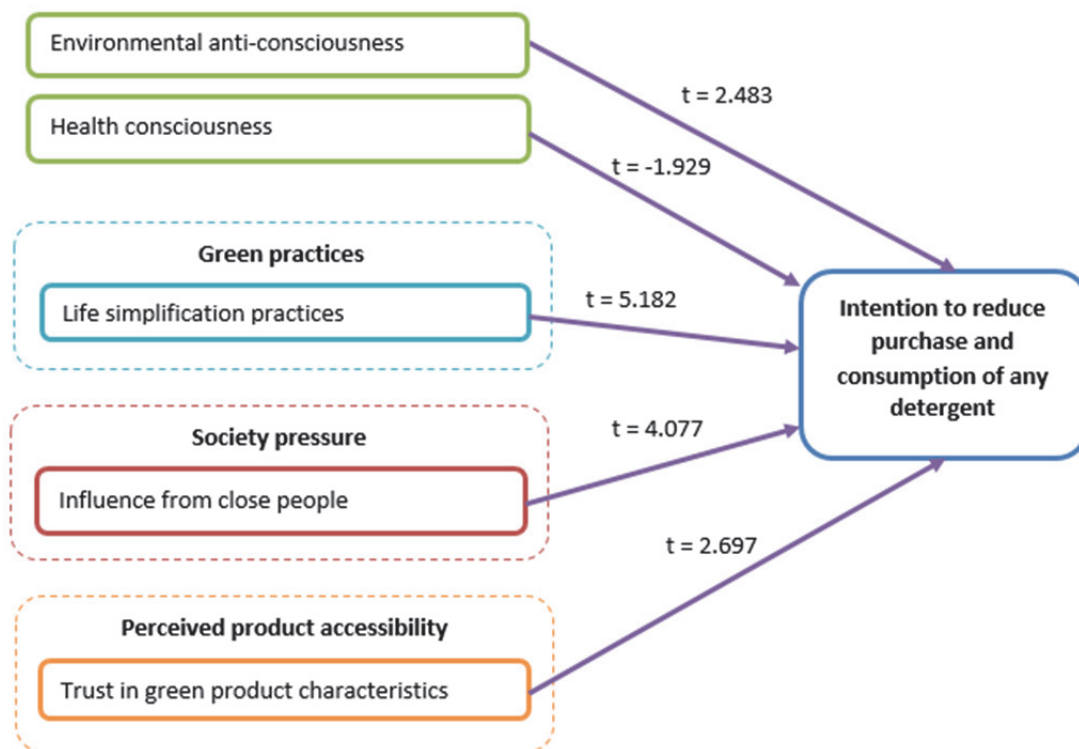 Environmental anti-consciousness
t = 2.483
Health consciousness
t = -1.929
Green practices
Life simplification practices
t = 5.182
Intention to reduce
purchase and
consumption of any
detergent
Society pressure
t = 4.077
Influence from close people
t = 2.697
Perceived product accessibility
Trust in green product characteristics